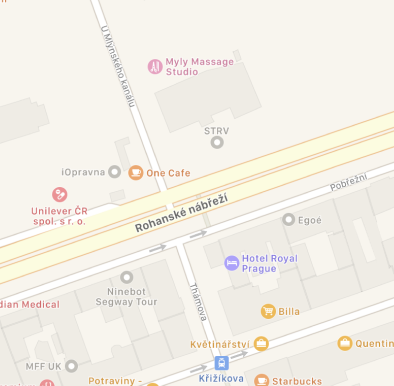 U Mlýnského kanálu
Myly Massage
Studio
STRV
iOpravna
One Cafe
Pobřežní
Unilever ČR
spol. s r. o.
Rohanské nábřeží
Egoé
Hotel Royal
Prague
Ninebot
Segway Tour
Thámova
dian Medical
Billa
Květinářství
Quentin
MFF UK
Křižíkova
Potraviny -
Starbucks